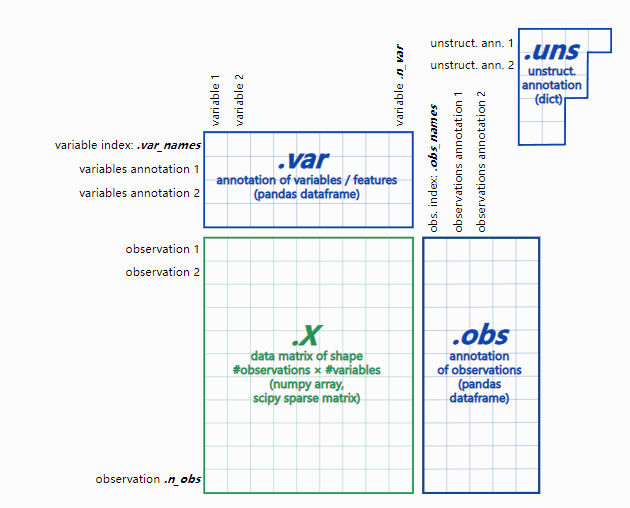 variable 1
variable 2
variable .n_var
unstruct. ann. 1
unstruct. ann. 2
.uns
unstruct.
annotation
(dict)
variable index: .var_names
variables annotation 1
variables annotation 2
.var
annotation of variables / features
(pandas dataframe)
obs. index: .obs_names
observations annotation 1
observations annotation 2
observation 1
observation 2
.X
data matrix of shape
#observations × #variables
(numpy array,
scipy sparse matrix)
.obs
annotation
of observations
(pandas
dataframe)
observation .n_obs